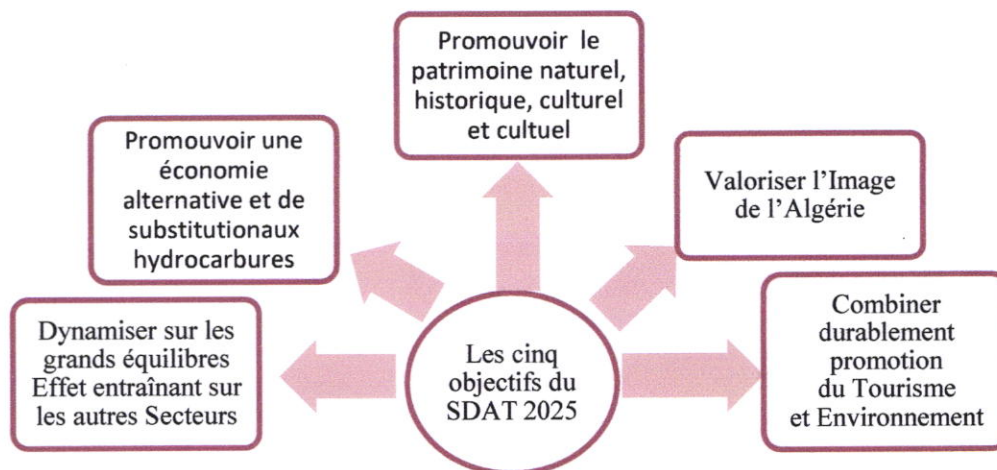 Promouvoir le
patrimoine naturel,
historique, culturel
et cultuel
Promouvoir une
économie
alternative et de
substitutionaux
hydrocarbures
Valoriser l'Image
de l'Algérie
Dynamiser sur les
grands équilibres
Effet entraînant sur
les autres Secteurs
Les cinq
objectifs du
SDAT 2025
Combiner
durablement
promotion
du Tourisme
et Environnement